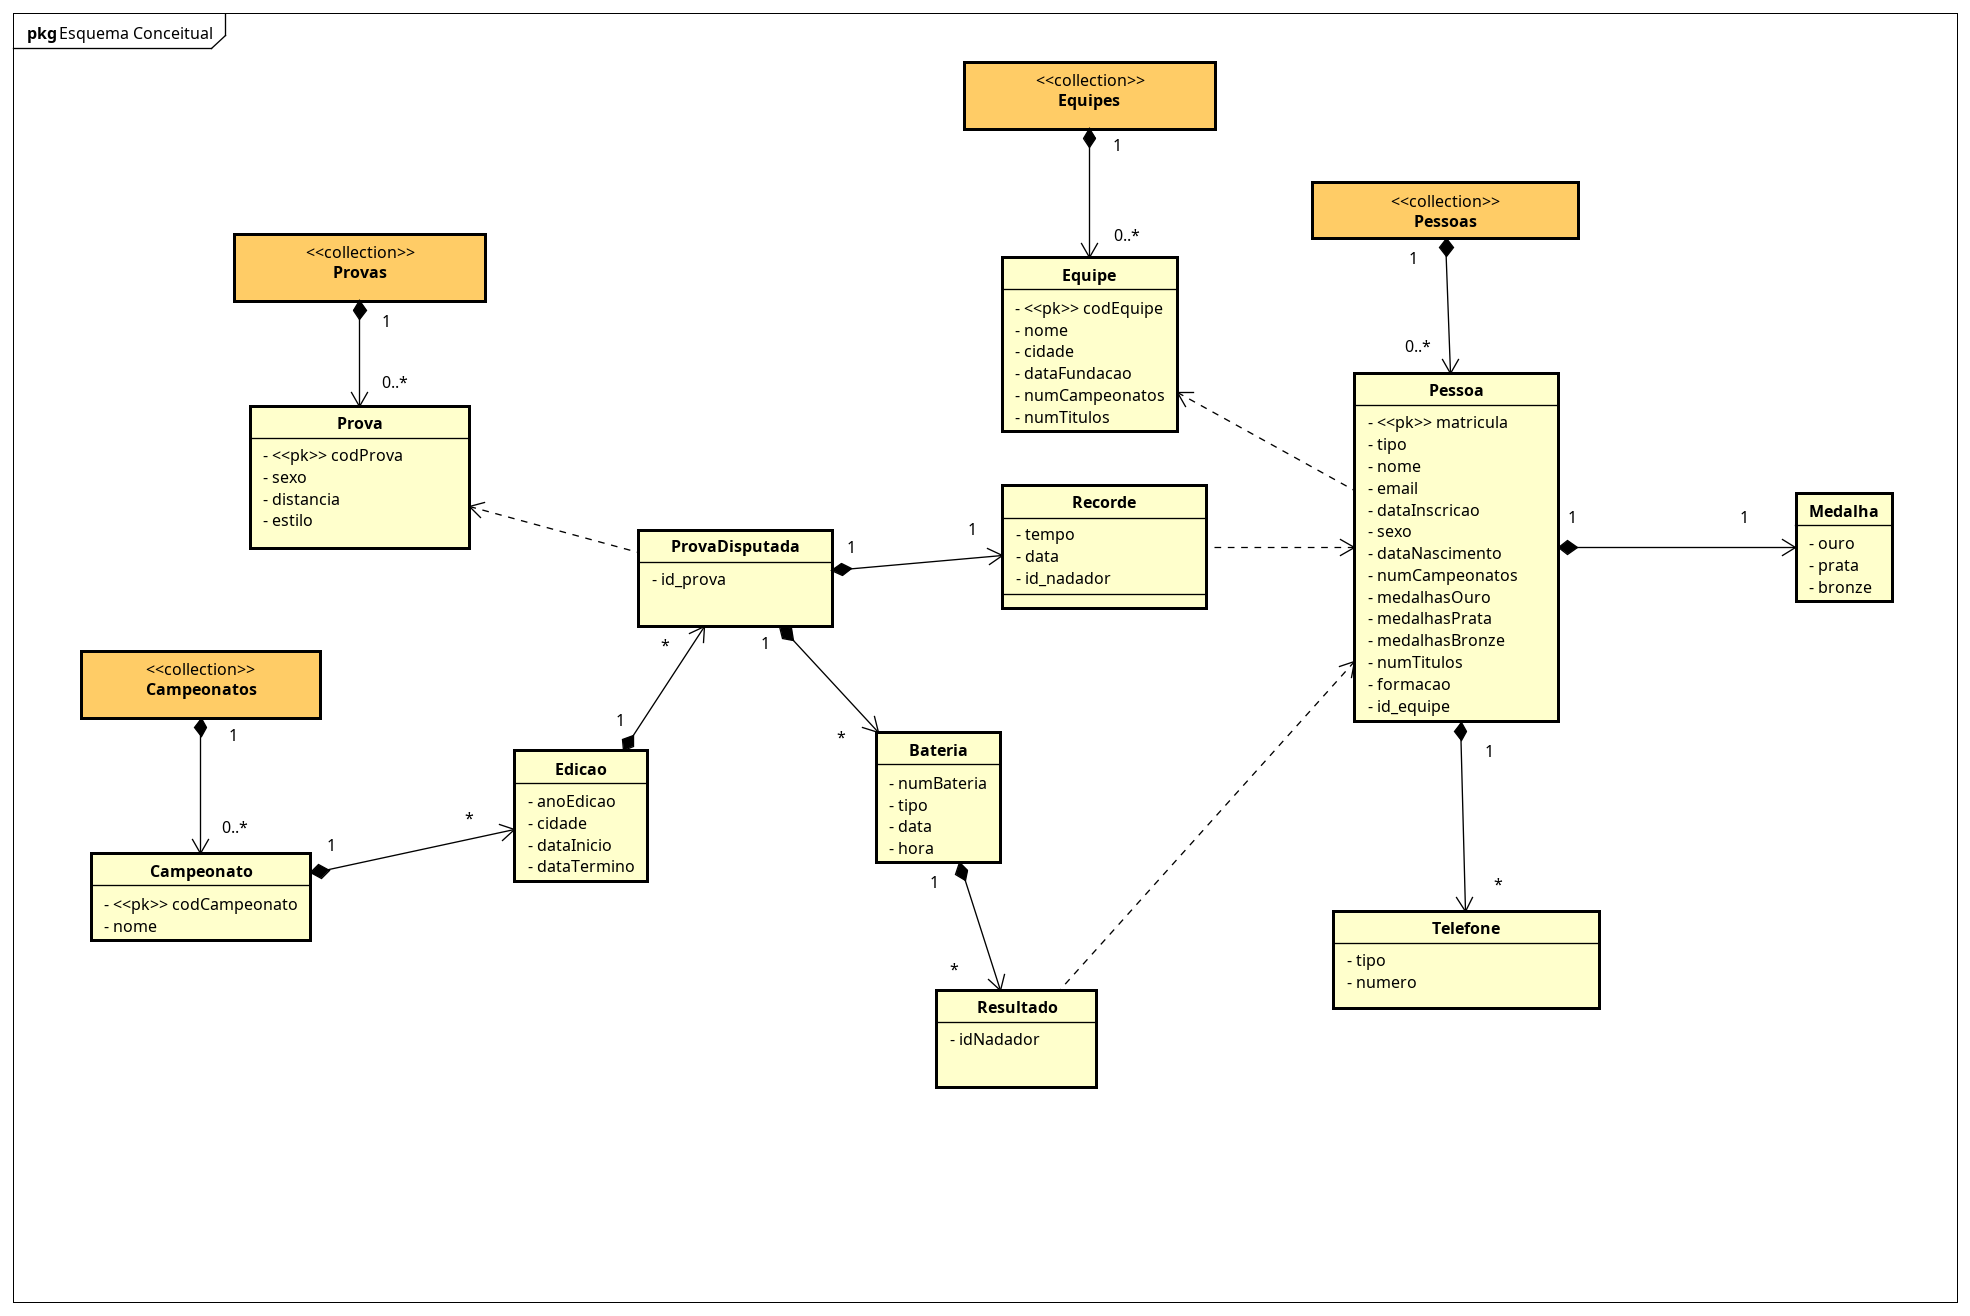 pkg Esquema Conceitual
<<collection>>
Equipes
1
0..*
<<collection>>
Pessoas
1
0..*
<<collection>>
Provas
1
0..*
Equipe
- <<pk>> codEquipe
- nome
- cidade
- dataFundacao
- numCampeonatos
- numTitulos
Pessoa
- <<pk>> matricula
- tipo
- nome
- email
- dataInscricao
- sexo
- dataNascimento
- numCampeonatos
- medalhasOuro
- medalhasPrata
- medalhasBronze
- numTitulos
- formacao
- id_equipe
1
1
Medalha
- ouro
- prata
- bronze
Prova
- <<pk>> codProva
- sexo
- distancia
- estilo
ProvaDisputada
- id_prova
1
1
Recorde
- tempo
- data
- id_nadador
*
1
1
*
<<collection>>
Campeonatos
1
0..*
Campeonato
- <<pk>> codCampeonato
- nome
1
*
Edicao
- anoEdicao
- cidade
- dataInicio
- dataTermino
Bateria
- numBateria
- tipo
- data
- hora
1
*
Resultado
- idNadador
1
*
Telefone
- tipo
- numero